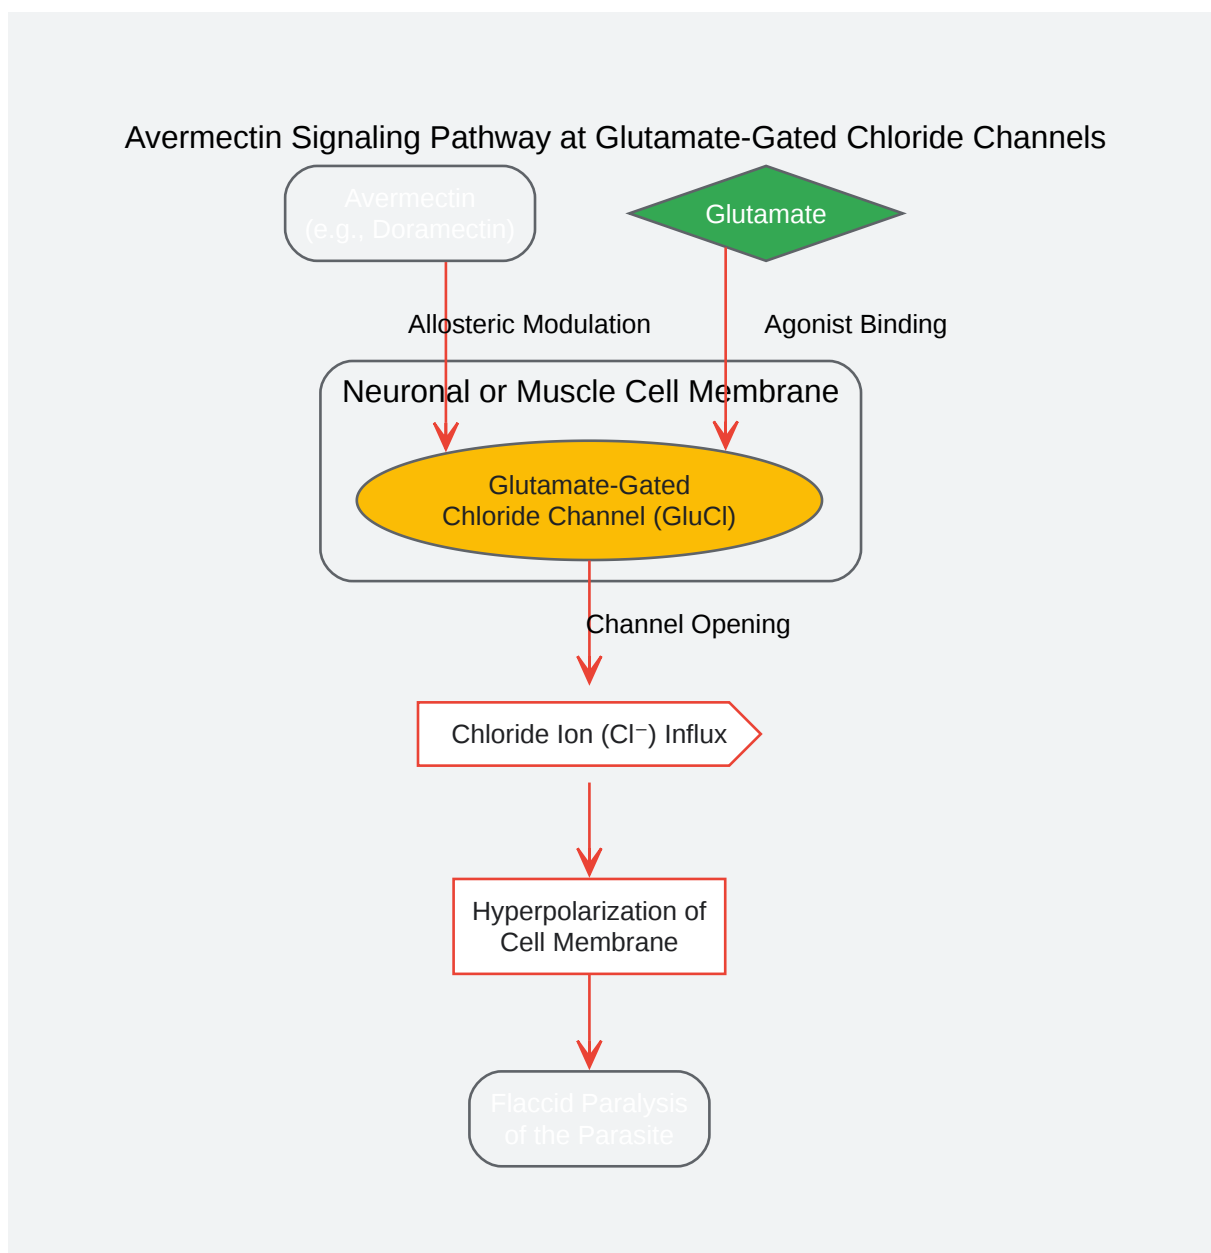 Avermectin Signaling Pathway at Glutamate-Gated Chloride Channels
Avermectin
(e.g., Doramectin)
Glutamate
Allosteric Modulation
Agonist Binding
Neuronal or Muscle Cell Membrane
Glutamate-Gated
Chloride Channel (GluCl)
Channel Opening
Chloride Ion (Cl⁻) Influx
Hyperpolarization of
Cell Membrane
Flaccid Paralysis
of the Parasite